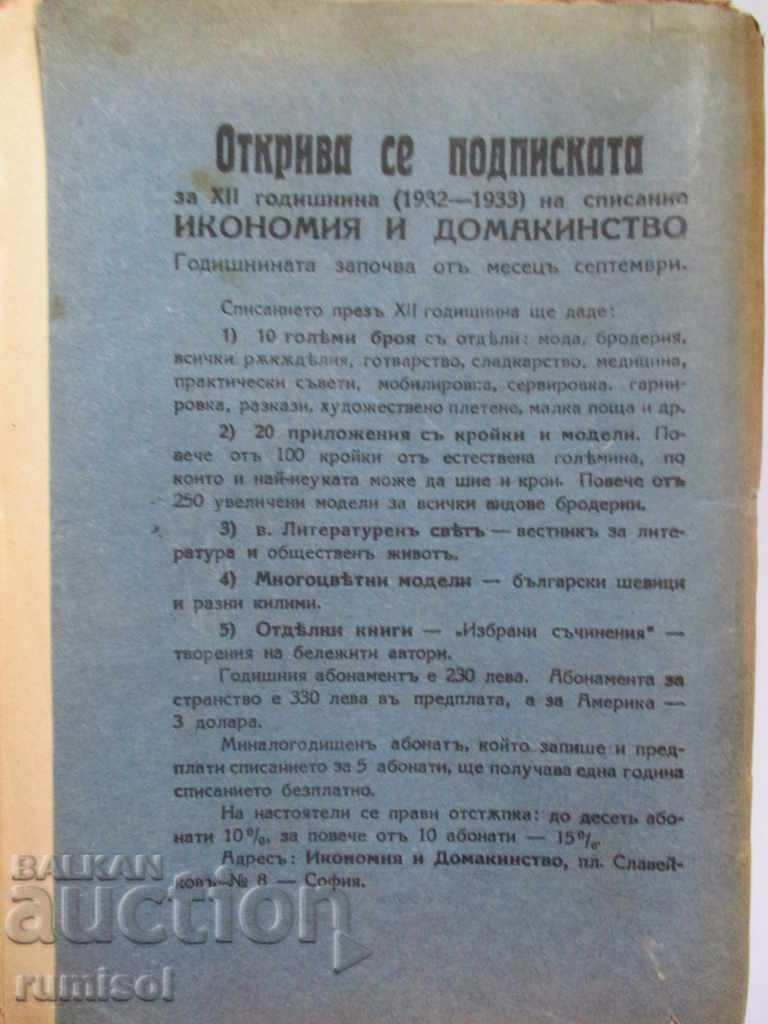 Открива се подписката
за XII годишнина (1932—1933) на списание
ИКОНОМИЯ И ДОМАКИНСТВО
Годишнината започва отъ месецъ септември.
Списанието презъ XII годишнина ще даде:
1) 10 голѣми броя съ отдѣли: мода, бродерия,
всички рѫкждѣлия, готварство, сладкарство, медицина,
практически съвети, мобилировка, сервировка, гарни-
ровка, разкази, художествено плетене, малка поща и др.
2) 20 приложения съ кройки и модели. По-
вече отъ 100 кройки отъ естествена голѣмина, по
които и най-неуката може да шие и крои. Повече отъ
250 увеличени модели за всички видове бродерии.
3) в. Литературенъ свѣтъ — вестникъ за лите-
ратура и общественъ животъ.
4) Многоцвѣтни модели — български шевици
и разни килими.
5) Отдѣлни книги — „Избрани съчинения" —
творения на бележити автори.
Годишния абонаментъ е 230 лева. Абонамента за
странство е 330 лева въ предплата, а за Америка —
3 долара.
Миналогодишенъ абонатъ, който запише и пред-
плати списанието за 5 абонати, ще получава една година
списанието безплатно.
На настоятели се прави отстѫпка: до десеть або-
нати 10%, за повече отъ 10 абонати — 15%.
Адресъ: Икономия и Домакинство, пл. Славей-
ковъ № 8 — София.
BALKAN
auction
rumisol